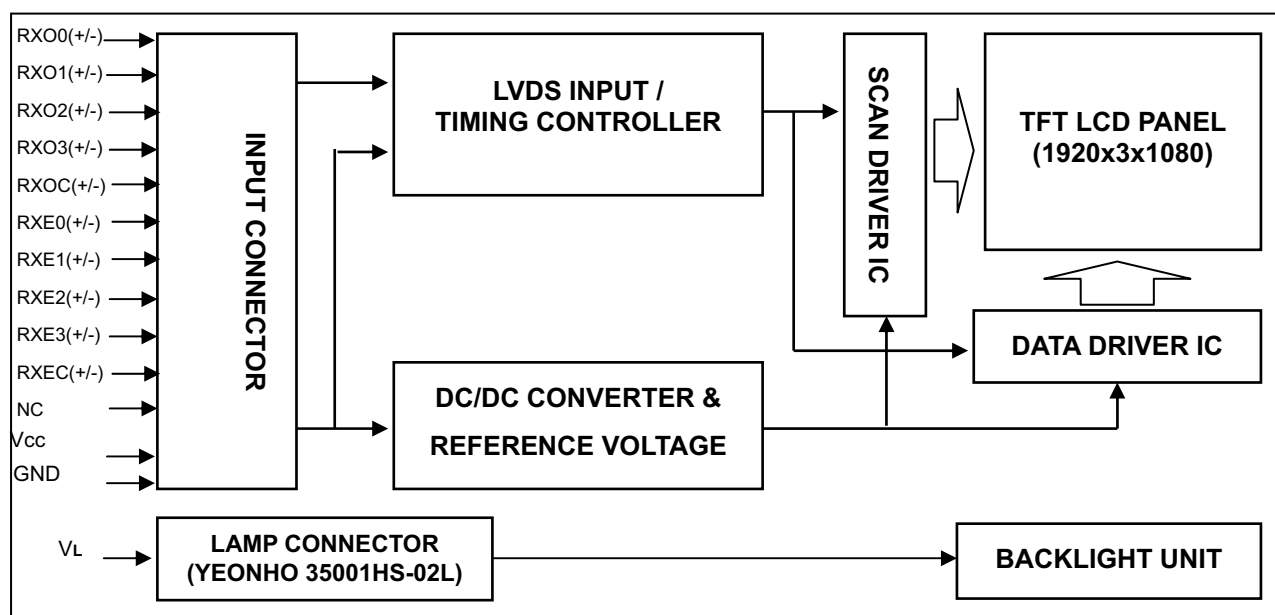 RXO0(+/-)
RXO1(+/-)
RXO2(+/-)
RXO3(+/-)
RXOC(+/-)
RXE0(+/-)
RXE1(+/-)
RXE2(+/-)
RXE3(+/-)
RXEC(+/-)
NC
Vcc
GND
INPUT CONNECTOR
LVDS INPUT /
TIMING CONTROLLER
SCAN DRIVER IC
TFT LCD PANEL
(1920x3x1080)
DATA DRIVER IC
DC/DC CONVERTER &
REFERENCE VOLTAGE
VL
LAMP CONNECTOR
(YEONHO 35001HS-02L)
BACKLIGHT UNIT